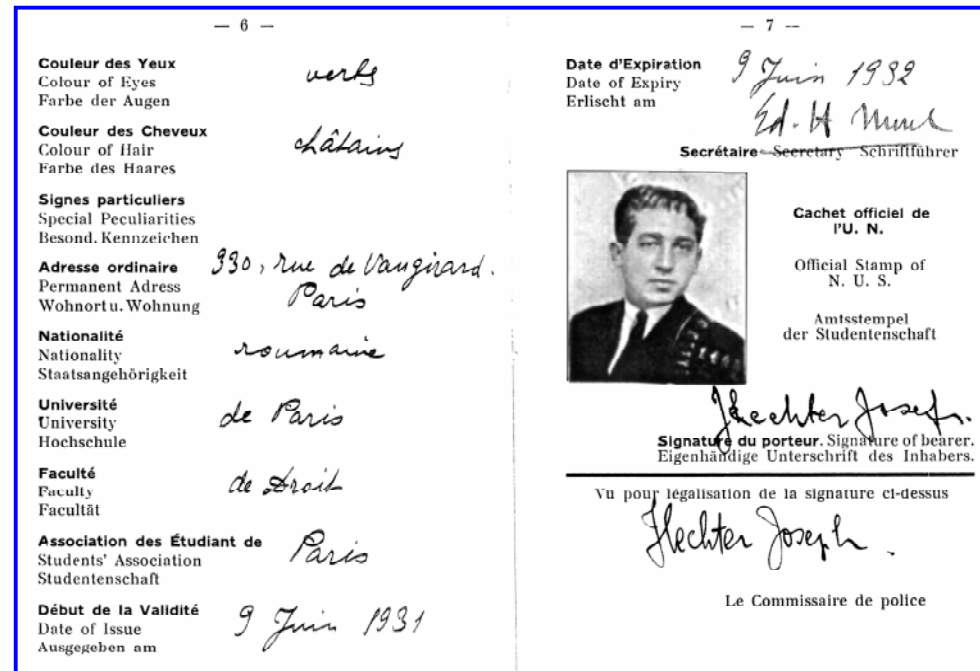 — 6 —
Couleur des Yeux
Colour of Eyes
Farbe der Augen
verts
Couleur des Cheveux
Colour of Hair
Farbe des Haares
châtains
Signes particuliers
Special Peculiarities
Besond. Kennzeichen
Adresse ordinaire
Permanent Adress
Wohnort u. Wohnung
330, rue de Vaugirard.
Paris
Nationalité
Nationality
Staatsangehörigkeit
roumaine
Université
University
Hochschule
de Paris
Faculté
Faculty
Facultät
de Droit
Association des Étudiant de
Students' Association
Studentenschaft
Paris
Début de la Validité
Date of Issue
Ausgegeben am
9 Juin 1931
— 7 —
Date d'Expiration
Date of Expiry
Erlischt am
9 Juin 1932
Ed. H
Secrétaire Secretary Schriftführer
Cachet officiel de
l'U. N.
Official Stamp of
N. U. S.
Amtsstempel
der Studentenschaft
Hechter Joseph.
Signature du porteur. Signature of bearer.
Eigenhändige Unterschrift des Inhabers.
Vu pour légalisation de la signature ci-dessus
Hechter Joseph.
Le Commissaire de police